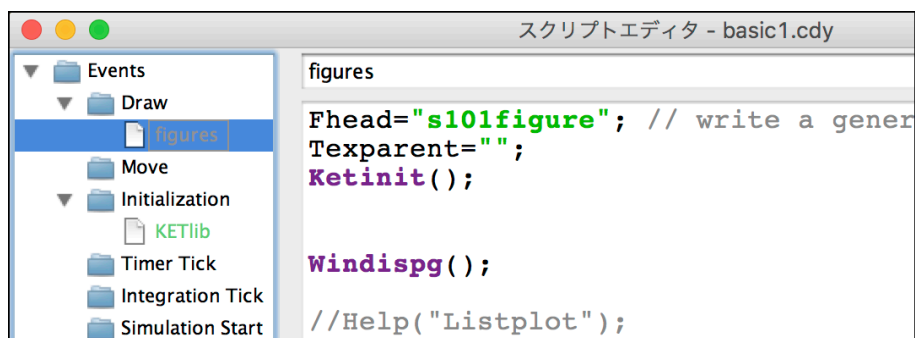 スクリプトエディタ - basic1.cdy
Events
Draw
figures
Move
Initialization
KETlib
Timer Tick
Integration Tick
Simulation Start
figures
Fhead="s101figure"; // write a gener
Texparent="";
Ketinit();
Windispg();
//Help("Listplot");